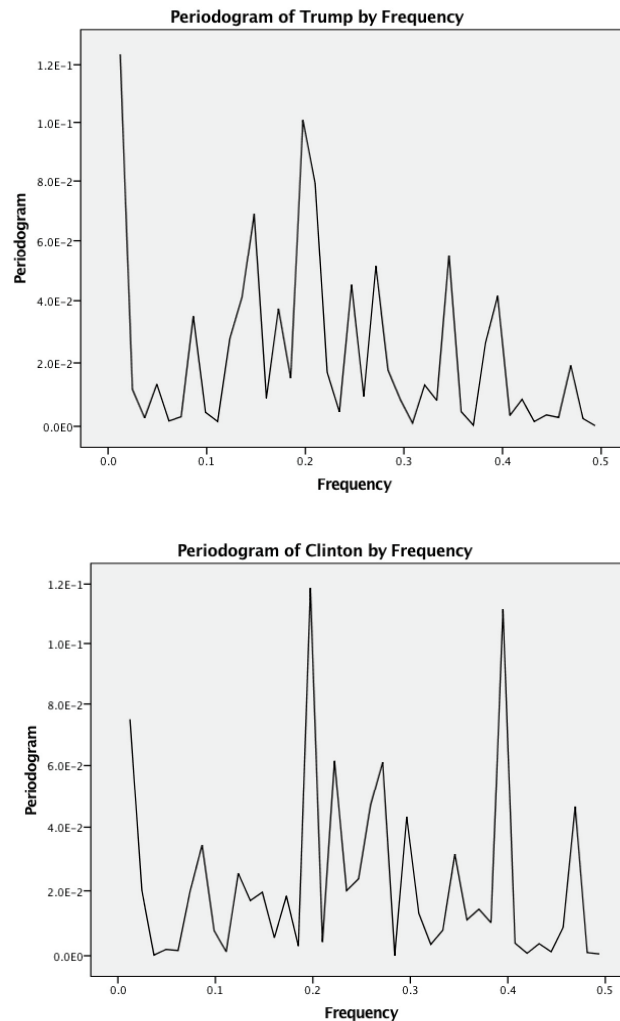 Periodogram of Trump by Frequency
1.2E-1
1.0E-1
8.0E-2
6.0E-2
4.0E-2
2.0E-2
0.0E0
Periodogram
0.0 0.1 0.2 0.3 0.4 0.5
Frequency
Periodogram of Clinton by Frequency
1.2E-1
1.0E-1
8.0E-2
6.0E-2
4.0E-2
2.0E-2
0.0E0
Periodogram
0.0 0.1 0.2 0.3 0.4 0.5
Frequency